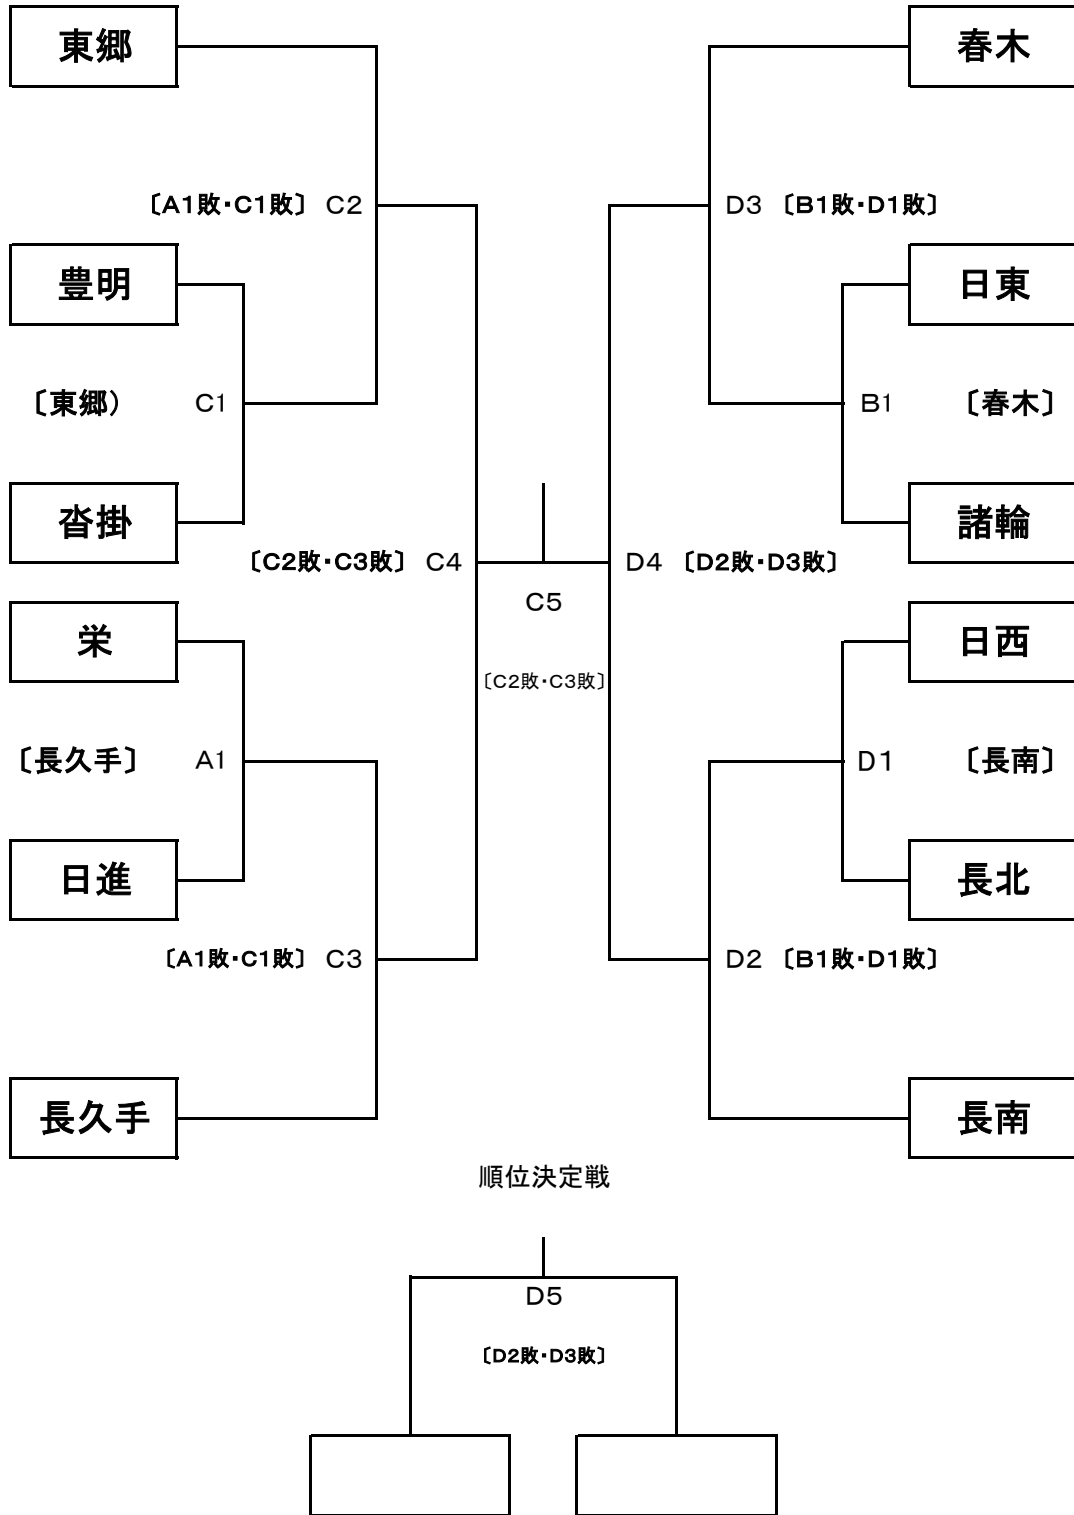 東郷
春木
〔A1敗・C1敗〕 C2
D3 〔B1敗・D1敗〕
豊明
日東
〔東郷） C1
B1 〔春木〕
沓掛
諸輪
〔C2敗・C3敗〕 C4
D4 〔D2敗・D3敗〕
C5
栄
日西
〔C2敗・C3敗〕
〔長久手〕 A1
D1 〔長南〕
日進
長北
〔A1敗・C1敗〕 C3
D2 〔B1敗・D1敗〕
長久手
長南
順位決定戦
D5
〔D2敗・D3敗〕